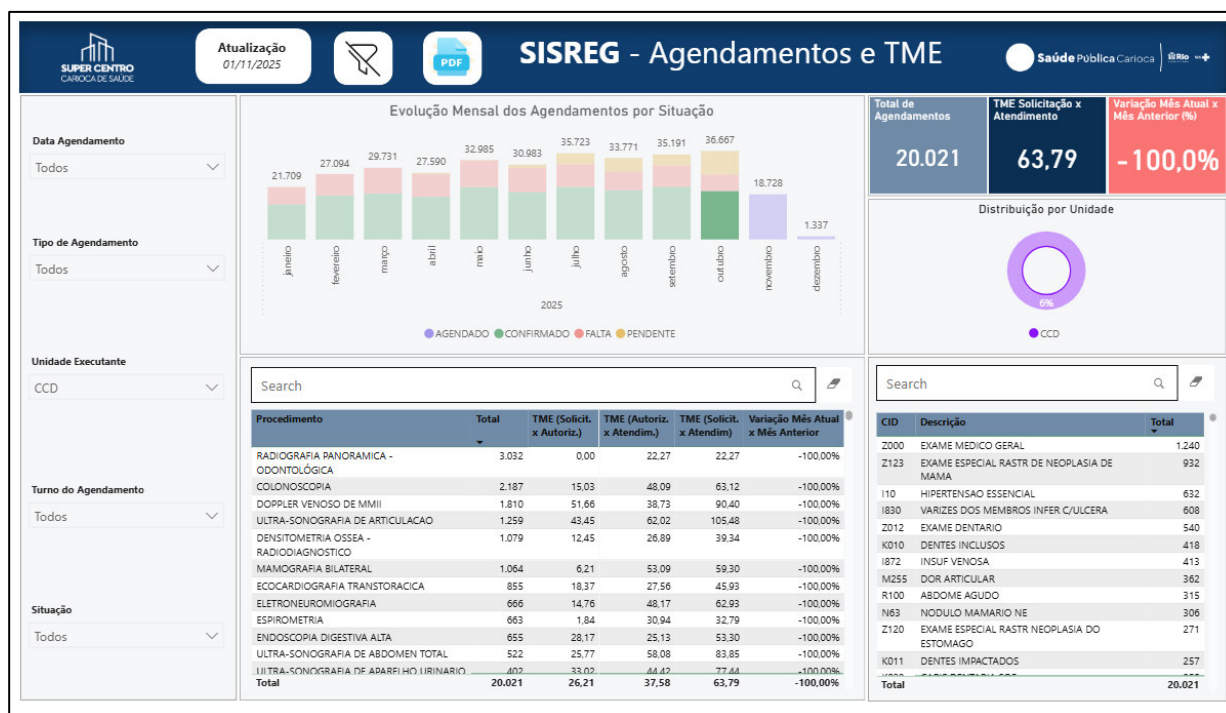 SUPER CENTRO
CARIOCA DE SAÚDE
Atualização
01/11/2025
PDF
SISREG - Agendamentos e TME
Saúde Pública Carioca
Data Agendamento
Todos
Tipo de Agendamento
Todos
Unidade Executante
CCD
Turno do Agendamento
Todos
Situação
Todos
Evolução Mensal dos Agendamentos por Situação
21.709
27.094
29.731
27.590
32.985
30.983
35.723
33.771
35.191
36.667
18.728
1.337
janeiro
fevereiro
março
abril
maio
junho
julho
agosto
setembro
outubro
novembro
dezembro
2025
AGENDADO CONFIRMADO FALTA PENDENTE
Total de
Agendamentos
20.021
TME Solicitação x
Atendimento
63,79
Variação Mês Atual x
Mês Anterior (%)
-100,0%
Distribuição por Unidade
6%
CCD
Search
Procedimento Total TME (Solicit. x Autoriz.) TME (Autoriz. x Atendim.) TME (Solicit. x Atendim) Variação Mês Atual x Mês Anterior
RADIOGRAFIA PANORAMICA - 3.032 0,00 22,27 22,27 -100,00%
ODONTOLÓGICA
COLONOSCOPIA 2.187 15,03 48,09 63,12 -100,00%
DOPPLER VENOSO DE MMII 1.810 51,66 38,73 90,40 -100,00%
ULTRA-SONOGRAFIA DE ARTICULACAO 1.259 43,45 62,02 105,48 -100,00%
DENSITOMETRIA OSSEA - 1.079 12,45 26,89 39,34 -100,00%
RADIODIAGNOSTICO
MAMOGRAFIA BILATERAL 1.064 6,21 53,09 59,30 -100,00%
ECOCARDIOGRAFIA TRANSTORACICA 855 18,37 27,56 45,93 -100,00%
ELETRONEUROMIOGRAFIA 666 14,76 48,17 62,93 -100,00%
ESPIROMETRIA 663 1,84 30,94 32,79 -100,00%
ENDOSCOPIA DIGESTIVA ALTA 655 28,17 25,13 53,30 -100,00%
ULTRA-SONOGRAFIA DE ABDOMEN TOTAL 522 25,77 58,08 83,85 -100,00%
ULTRA-SONOGRAFIA DE APARELHO URINARIO 402 33,02 44,42 77,44 -100,00%
Total 20.021 26,21 37,58 63,79 -100,00%
Search
CID Descrição Total
Z000 EXAME MEDICO GERAL 1.240
Z123 EXAME ESPECIAL RASTR DE NEOPLASIA DE 932
MAMA
I10 HIPERTENSAO ESSENCIAL 632
I830 VARIZES DOS MEMBROS INFER C/ULCERA 608
Z012 EXAME DENTARIO 540
K010 DENTES INCLUSOS 418
I872 INSUF VENOSA 413
M255 DOR ARTICULAR 362
R100 ABDOME AGUDO 315
N63 NODULO MAMARIO NE 306
Z120 EXAME ESPECIAL RASTR NEOPLASIA DO 271
ESTOMAGO
K011 DENTES IMPACTADOS 257
Total 20.021